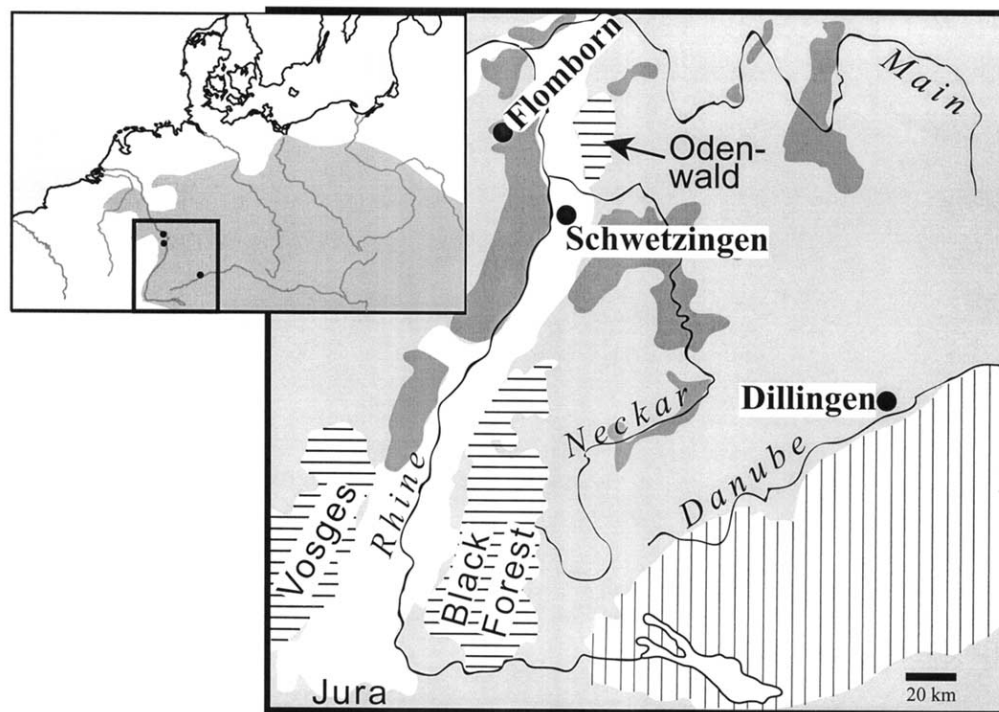 Flomborn
Main
Oden-
wald
Schwetzingen
Neckar
Dillingen
Danube
Rhine
Vosges
Black
Forest
Jura
20 km